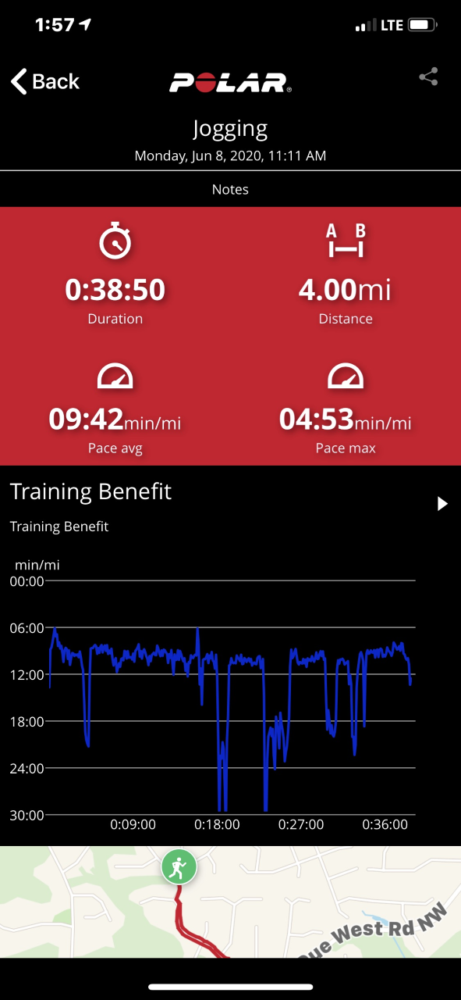 1:57
LTE
Back
POLAR®
Jogging
Monday, Jun 8, 2020, 11:11 AM
Notes
A B
0:38:50
4.00mi
Duration
Distance
09:42min/mi
04:53min/mi
Pace avg
Pace max
Training Benefit
Training Benefit
min/mi
00:00
06:00
12:00
18:00
24:00
30:00
0:09:00
0:18:00
0:27:00
0:36:00
West Rd NW